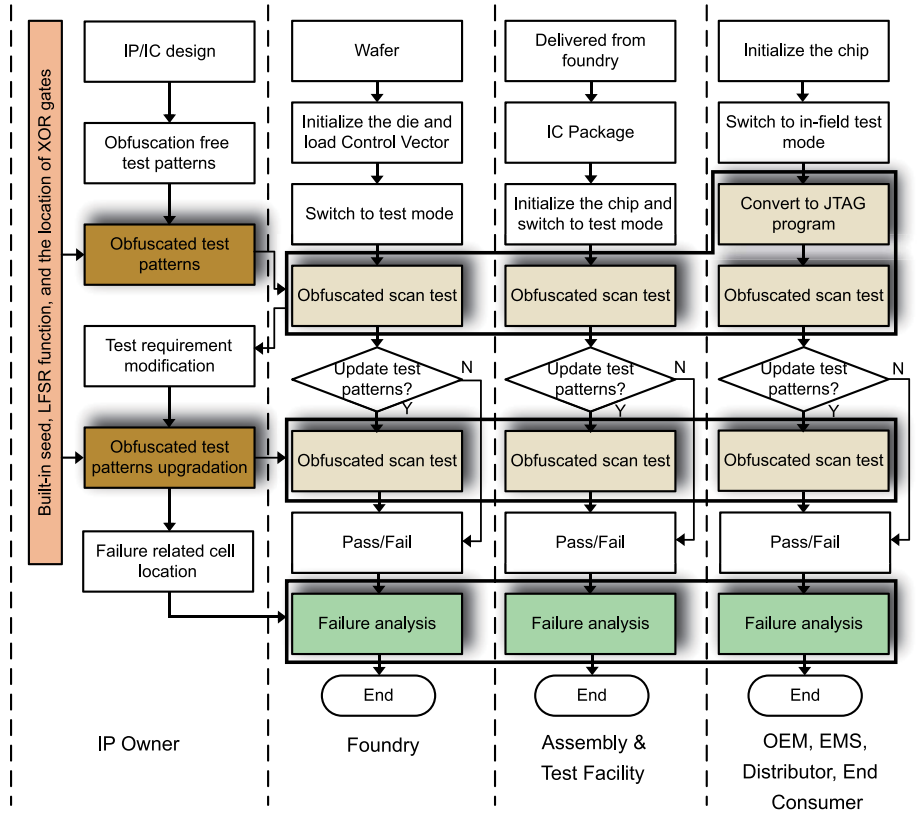 Built-in seed, LFSR function, and the location of XOR gates
IP/IC design
Obfuscation free
test patterns
Obfuscated test
patterns
Test requirement
modification
Obfuscated test
patterns upgradation
Failure related cell
location
IP Owner
Wafer
Initialize the die and
load Control Vector
Switch to test mode
Obfuscated scan test
Update test
patterns?
N
Y
Obfuscated scan test
Pass/Fail
Failure analysis
End
Foundry
Delivered from
foundry
IC Package
Initialize the chip and
switch to test mode
Obfuscated scan test
Update test
patterns?
N
Y
Obfuscated scan test
Pass/Fail
Failure analysis
End
Assembly &
Test Facility
Initialize the chip
Switch to in-field test
mode
Convert to JTAG
program
Obfuscated scan test
Update test
patterns?
N
Y
Obfuscated scan test
Pass/Fail
Failure analysis
End
OEM, EMS,
Distributor, End
Consumer